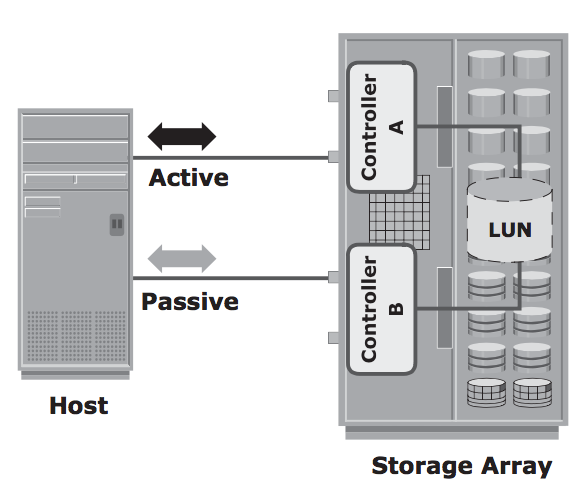 Controller
A
Active
LUN
Passive
Controller
B
Host
Storage Array